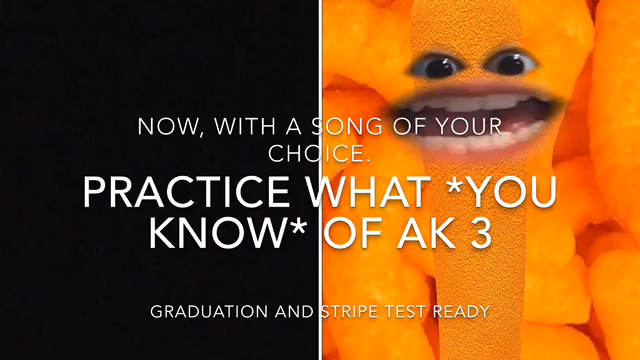 NOW, WITH A SONG OF YOUR
CHOICE.
PRACTICE WHAT *YOU
KNOW* OF AK 3
GRADUATION AND STRIPE TEST READY